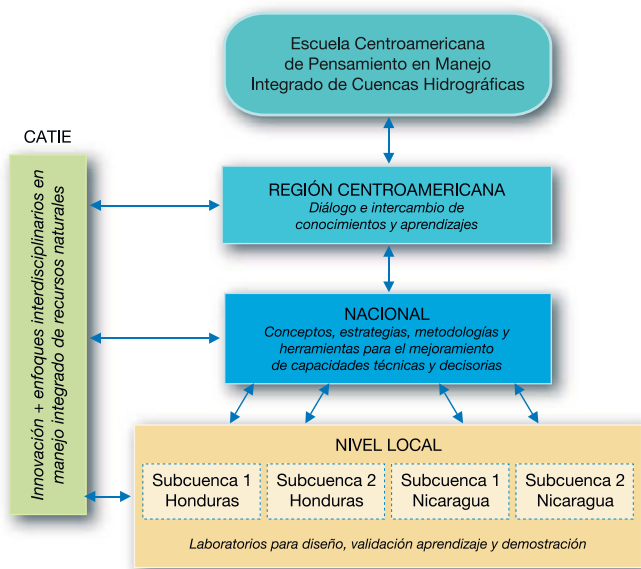 Escuela Centroamericana
de Pensamiento en Manejo
Integrado de Cuencas Hidrográficas
CATIE
Innovación + enfoques interdisciplinarios en
manejo integrado de recursos naturales
REGIÓN CENTROAMERICANA
Diálogo e intercambio de
conocimientos y aprendizajes
NACIONAL
Conceptos, estrategias, metodologías y
herramientas para el mejoramiento
de capacidades técnicas y decisorias
NIVEL LOCAL
Subcuenca 1
Honduras
Subcuenca 2
Honduras
Subcuenca 1
Nicaragua
Subcuenca 2
Nicaragua
Laboratorios para diseño, validación aprendizaje y demostración